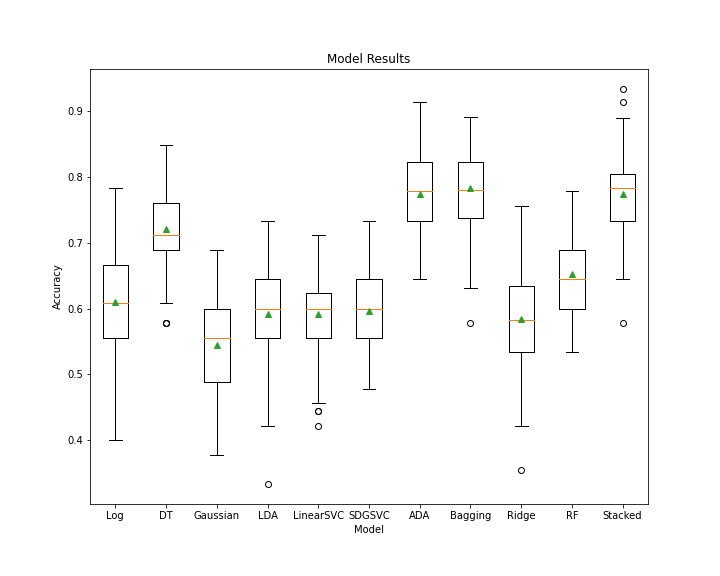 Model Results
Accuracy
0.9
0.8
0.7
0.6
0.5
0.4
Log DT Gaussian LDA LinearSVC SDGSVC ADA Bagging Ridge RF Stacked
Model